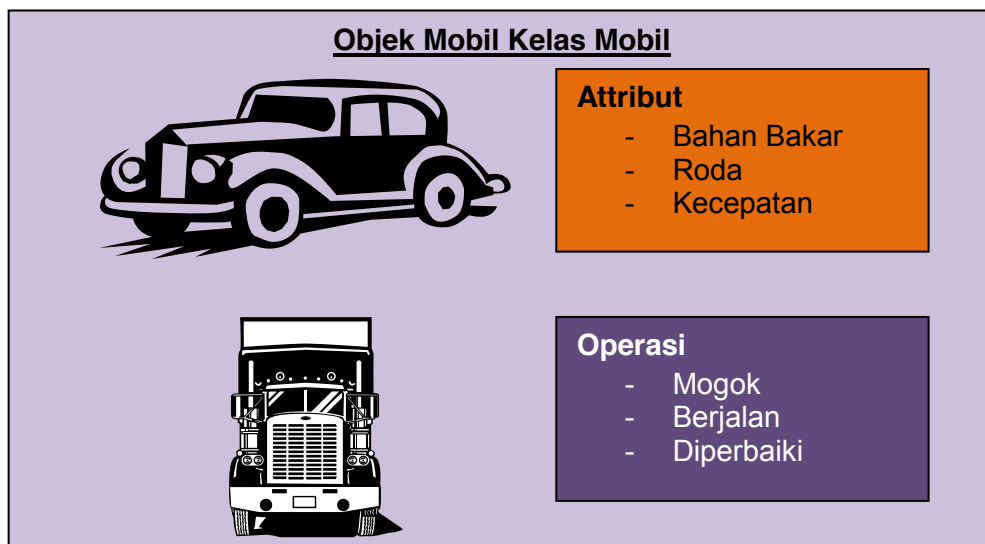 Objek Mobil Kelas Mobil
Attribut
- Bahan Bakar
- Roda
- Kecepatan
Operasi
- Mogok
- Berjalan
- Diperbaiki